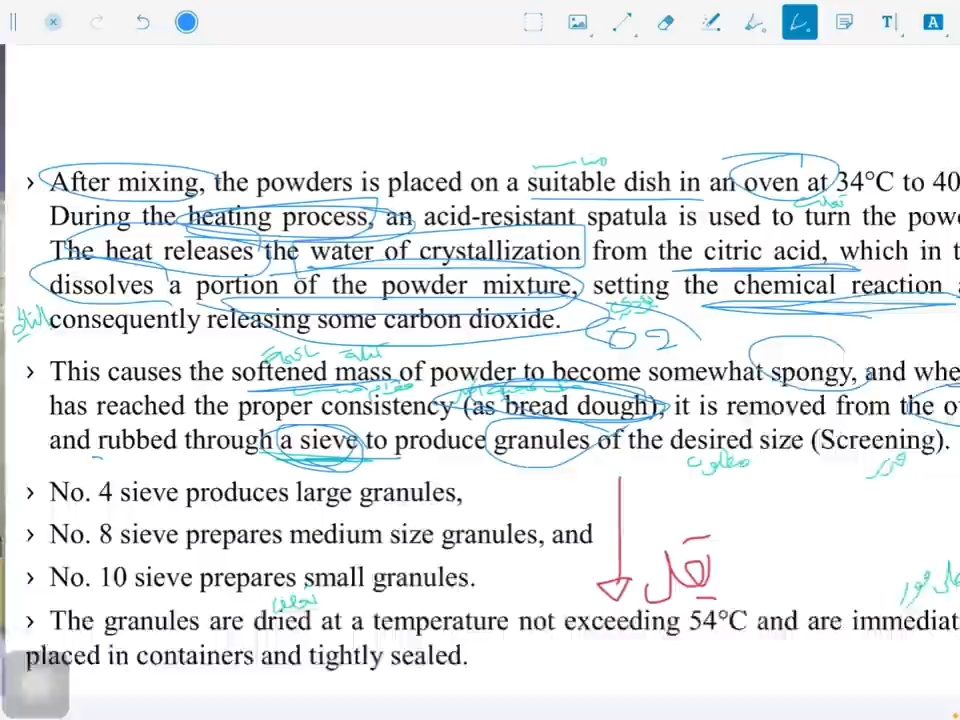 › After mixing, the powders is placed on a suitable dish in an oven at 34°C to 40
During the heating process, an acid-resistant spatula is used to turn the pow
The heat releases the water of crystallization from the citric acid, which in t
dissolves a portion of the powder mixture, setting the chemical reaction a
consequently releasing some carbon dioxide.
› This causes the softened mass of powder to become somewhat spongy, and whe
has reached the proper consistency (as bread dough), it is removed from the o
and rubbed through a sieve to produce granules of the desired size (Screening).
› No. 4 sieve produces large granules,
› No. 8 sieve prepares medium size granules, and
› No. 10 sieve prepares small granules.
يقل
› The granules are dried at a temperature not exceeding 54°C and are immediat
placed in containers and tightly sealed.